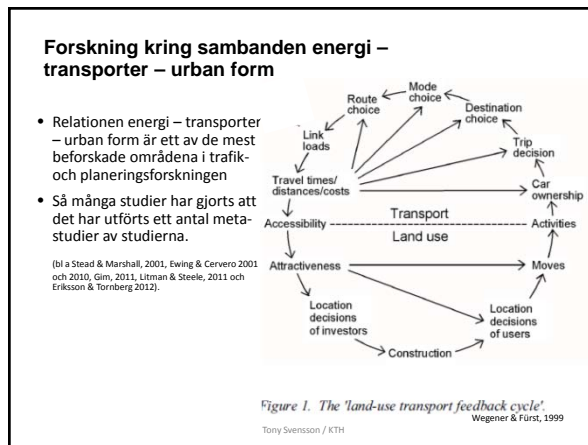 Forskning kring sambanden energi –
transporter – urban form
• Relationen energi – transporter
– urban form är ett av de mest
beforskade områdena i trafik-
och planeringsforskningen
• Så många studier har gjorts att
det har utförts ett antal meta-
studier av studierna.
(bl a Stead & Marshall, 2001, Ewing & Cervero 2001
och 2010, Gim, 2011, Litman & Steele, 2011 och
Eriksson & Tornberg 2012).
Mode
choice
Route
choice
Destination
choice
Link
loads
Trip
decision
Travel times/
distances/costs
Car
ownership
Transport
Accessibility
Activities
Land use
Attractiveness
Moves
Location
decisions
of investors
Location
decisions
of users
Construction
Figure 1. The 'land-use transport feedback cycle'.
Wegener & Fürst, 1999
Tony Svensson / KTH